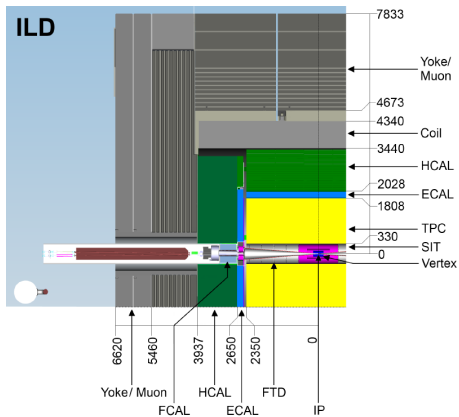 ILD
7833
Yoke/
Muon
4673
4340
Coil
3440
HCAL
2028
ECAL
1808
TPC
330
SIT
0
Vertex
6620
5460
3937
2650
2350
0
Yoke/ Muon
HCAL
FTD
FCAL
ECAL
IP